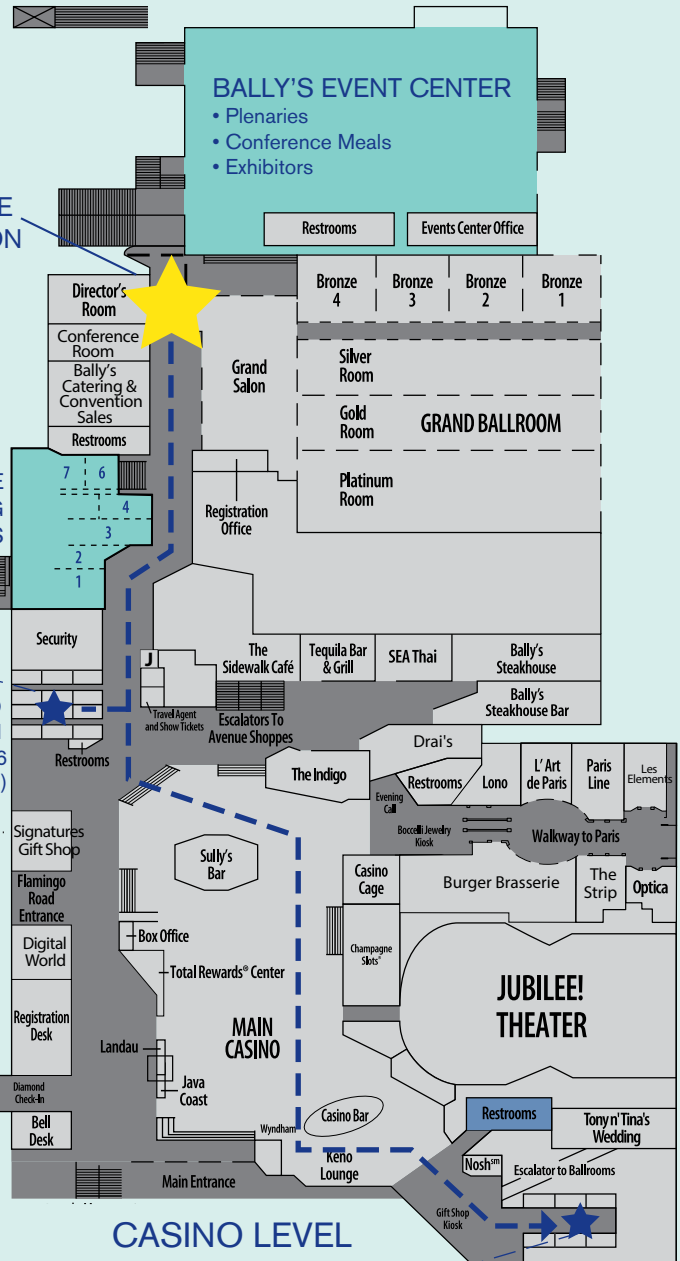 BALLY'S EVENT CENTER
• Plenaries
• Conference Meals
• Exhibitors
Restrooms
Events Center Office
E
ON
Director's
Room
Bronze
4
Bronze
3
Bronze
2
Bronze
1
Conference
Room
Grand
Salon
Silver
Room
Bally's
Catering &
Convention
Sales
Gold
Room
GRAND BALLROOM
Restrooms
Platinum
Room
7
6
4
3
2
1
E
S
Registration
Office
Security
J
The
Sidewalk Café
Tequila Bar
& Grill
SEA Thai
Bally's
Steakhouse
Bally's
Steakhouse Bar
Travel Agent
and Show Tickets
Escalators To
Avenue Shoppes
6
)
Restrooms
Drai's
The Indigo
Restrooms
Lono
L' Art
de Paris
Paris
Line
Les
Elements
Evening
Call
Boccelli Jewelry
Kiosk
Walkway to Paris
Signatures
Gift Shop
Sully's
Bar
Casino
Cage
Burger Brasserie
The
Strip
Optica
Flamingo
Road
Entrance
Box Office
Digital
World
Champagne
Slots®
Total Rewards® Center
JUBILEE!
THEATER
Registration
Desk
MAIN
CASINO
Landau
Java
Coast
Diamond
Check-In
Casino Bar
Restrooms
Tony n' Tina's
Wedding
Bell
Desk
Wyndham
Keno
Lounge
Nosh℠
Escalator to Ballrooms
Main Entrance
Gift Shop
Kiosk
CASINO LEVEL